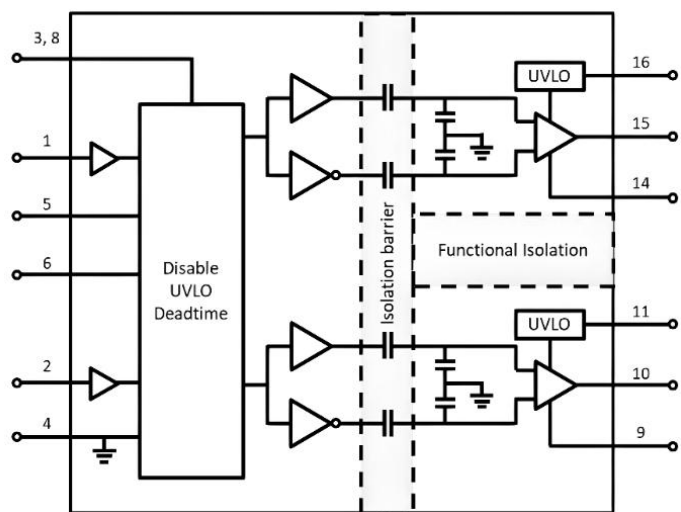 3, 8
16
UVLO
15
1
14
5
Functional Isolation
6
Disable
UVLO
Deadtime
Isolation barrier
11
UVLO
2
10
4
9